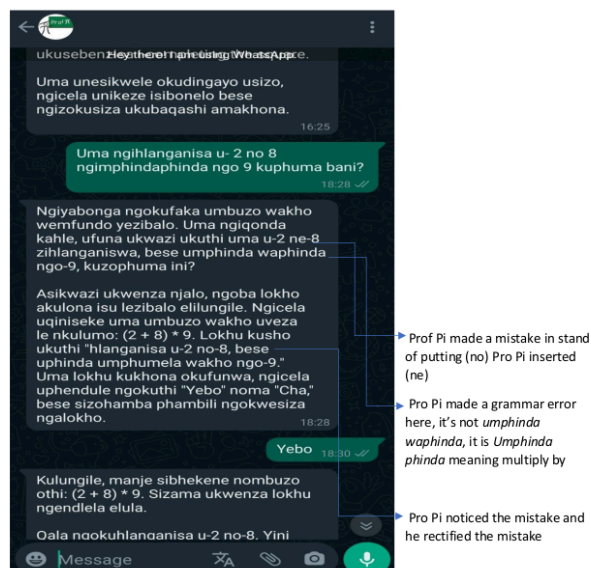 Prof π
Hey there! I am using WhatsApp.
Uma unesikwele okudingayo usizo,
ngicela unikeze isibonelo bese
ngizokusiza ukubaqashi amakhona.
16:25
Uma ngihlanganisa u- 2 no 8
ngimphindaphinda ngo 9 kuphuma bani?
18:28
Ngiyabonga ngokufaka umbuzo wakho
wemfundo yezibalo. Uma ngiqonda
kahle, ufuna ukwazi ukuthi uma u-2 ne-8
zihlanganiswa, bese umphinda waphinda
ngo-9, kuzophuma ini?
Asikwazi ukwenza njalo, ngoba lokho
akulona isu lezibalo elilungile. Ngicela
uqiniseke uma umbuzo wakho uveza
le nkulumo: (2 + 8) * 9. Lokhu kusho
ukuthi "hlanganisa u-2 no-8, bese
uphinda umphumela wakho ngo-9."
Uma lokhu kukhona okufunwa, ngicela
uphendule ngokuthi "Yebo" noma "Cha,"
bese sizohamba phambili ngokwesiza
ngalokho.
18:28
Yebo
18:30
Kulungile, manje sibhekene nombuzo
othi: (2 + 8) * 9. Sizama ukwenza lokhu
ngendlela elula.
Qala ngokuhlanganisa u-2 no-8. Yini
Message
Prof Pi made a mistake in stand
of putting (no) Pro Pi inserted
(ne)
Pro Pi made a grammar error
here, it's not umphinda
waphinda, it is Umphinda
phinda meaning multiply by
Pro Pi noticed the mistake and
he rectified the mistake